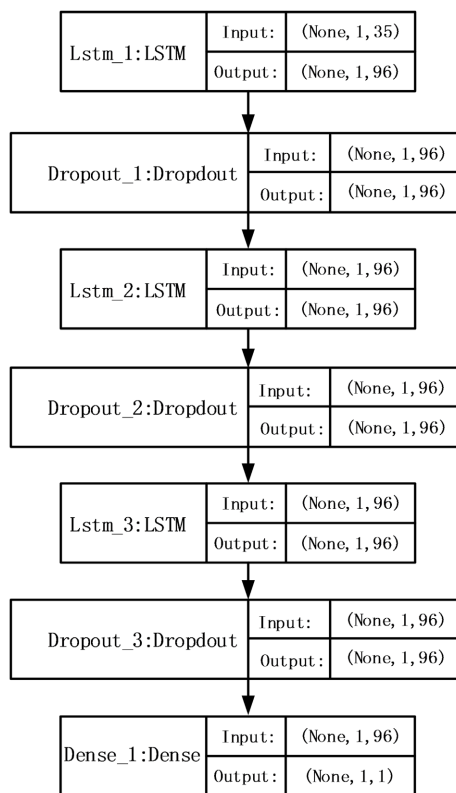 Lstm_1:LSTM
Input: (None, 1, 35)
Output: (None, 1, 96)
Dropout_1:Dropdout
Input: (None, 1, 96)
Output: (None, 1, 96)
Lstm_2:LSTM
Input: (None, 1, 96)
Output: (None, 1, 96)
Dropout_2:Dropdout
Input: (None, 1, 96)
Output: (None, 1, 96)
Lstm_3:LSTM
Input: (None, 1, 96)
Output: (None, 1, 96)
Dropout_3:Dropdout
Input: (None, 1, 96)
Output: (None, 1, 96)
Dense_1:Dense
Input: (None, 1, 96)
Output: (None, 1, 1)